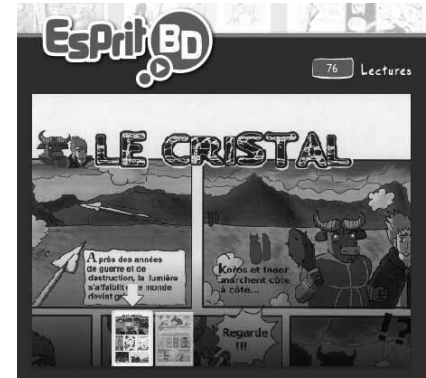 Esprit BD
76 Lectures
LE CRISTAL
Après des années
de guerre et de
destruction, la lumière
s'affaiblit le monde
devint
Koros et Inoor
marchent côte
à côte...
Regarde
!!!
!?